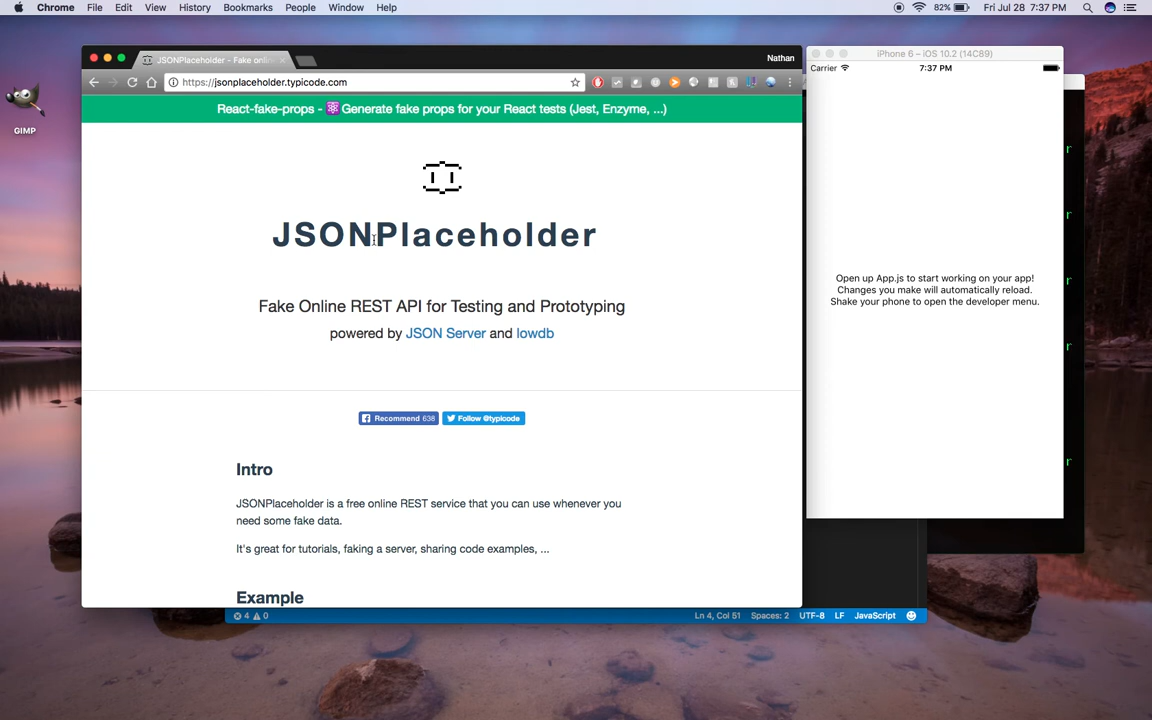 Chrome File Edit View History Bookmarks People Window Help
82% Fri Jul 28 7:37 PM
JSONPlaceholder - Fake onlin
Nathan
https://jsonplaceholder.typicode.com
React-fake-props - Generate fake props for your React tests (Jest, Enzyme, ...)
JSONPlaceholder
Fake Online REST API for Testing and Prototyping
powered by JSON Server and lowdb
Recommend 638 Follow @typicode
Intro
JSONPlaceholder is a free online REST service that you can use whenever you
need some fake data.
It's great for tutorials, faking a server, sharing code examples, ...
Example
iPhone 6 – iOS 10.2 (14C89)
Carrier 7:37 PM
Open up App.js to start working on your app!
Changes you make will automatically reload.
Shake your phone to open the developer menu.
r
r
r
r
r
4 0 Ln 4, Col 51 Spaces: 2 UTF-8 LF JavaScript
GIMP